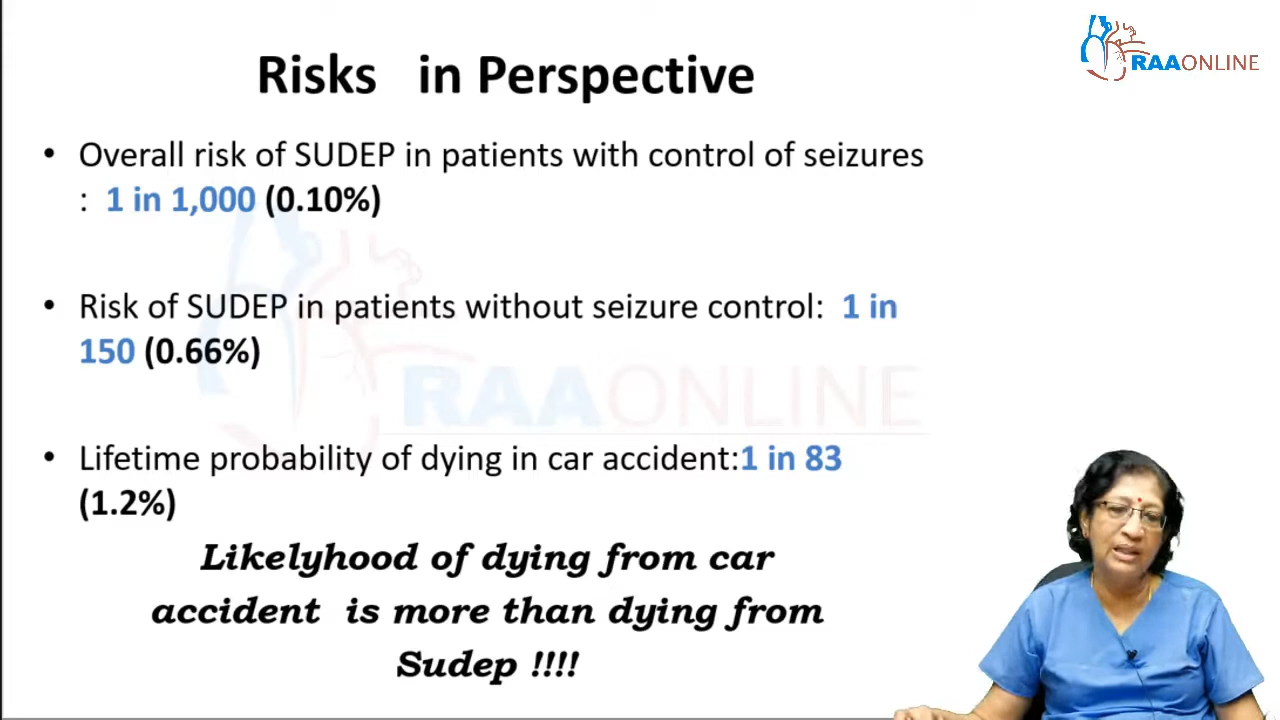 Risks in Perspective
RAAONLINE
• Overall risk of SUDEP in patients with control of seizures
: 1 in 1,000 (0.10%)
• Risk of SUDEP in patients without seizure control: 1 in
150 (0.66%)
RAAONLINE
• Lifetime probability of dying in car accident:1 in 83
(1.2%)
Likelyhood of dying from car
accident is more than dying from
Sudep !!!!